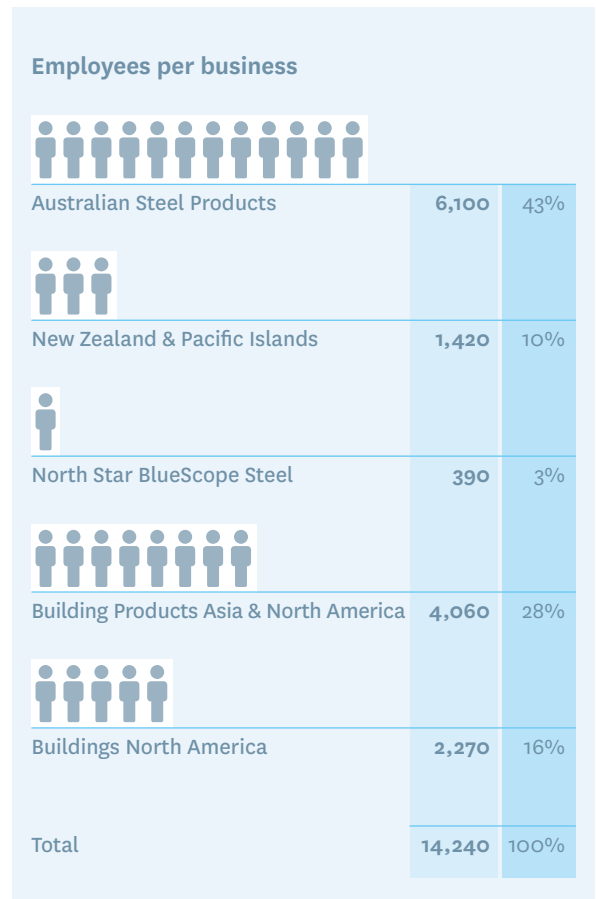 Employees per business
Australian Steel Products 6,100 43%
New Zealand & Pacific Islands 1,420 10%
North Star BlueScope Steel 390 3%
Building Products Asia & North America 4,060 28%
Buildings North America 2,270 16%
Total 14,240 100%